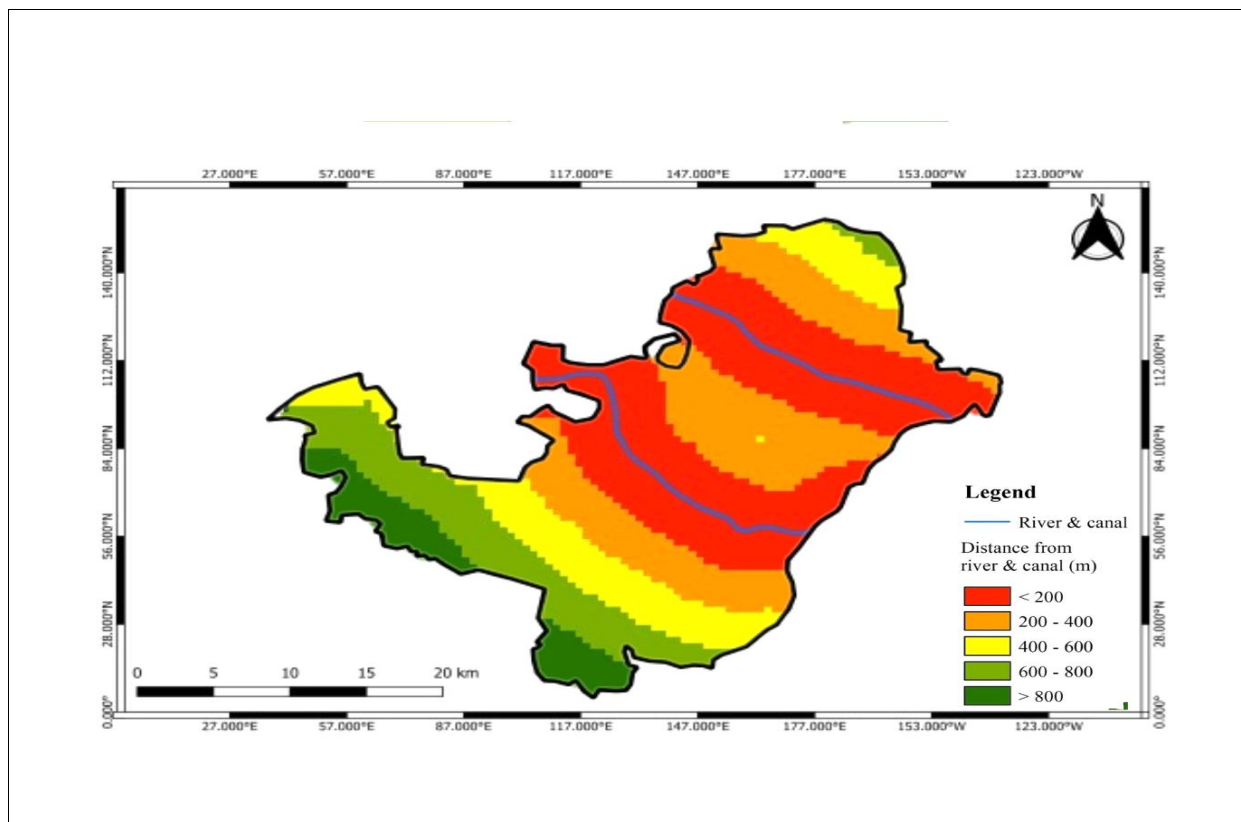 27.000°E 57.000°E 87.000°E 117.000°E 147.000°E 177.000°E 153.000°W 123.000°W
N
140.000°N
112.000°N
84.000°N
56.000°N
28.000°N
0.000°
140.000°N
112.000°N
84.000°N
56.000°N
28.000°N
0.000°
Legend
River & canal
Distance from
river & canal (m)
< 200
200 - 400
400 - 600
600 - 800
> 800
0 5 10 15 20 km
27.000°E 57.000°E 87.000°E 117.000°E 147.000°E 177.000°E 153.000°W 123.000°W